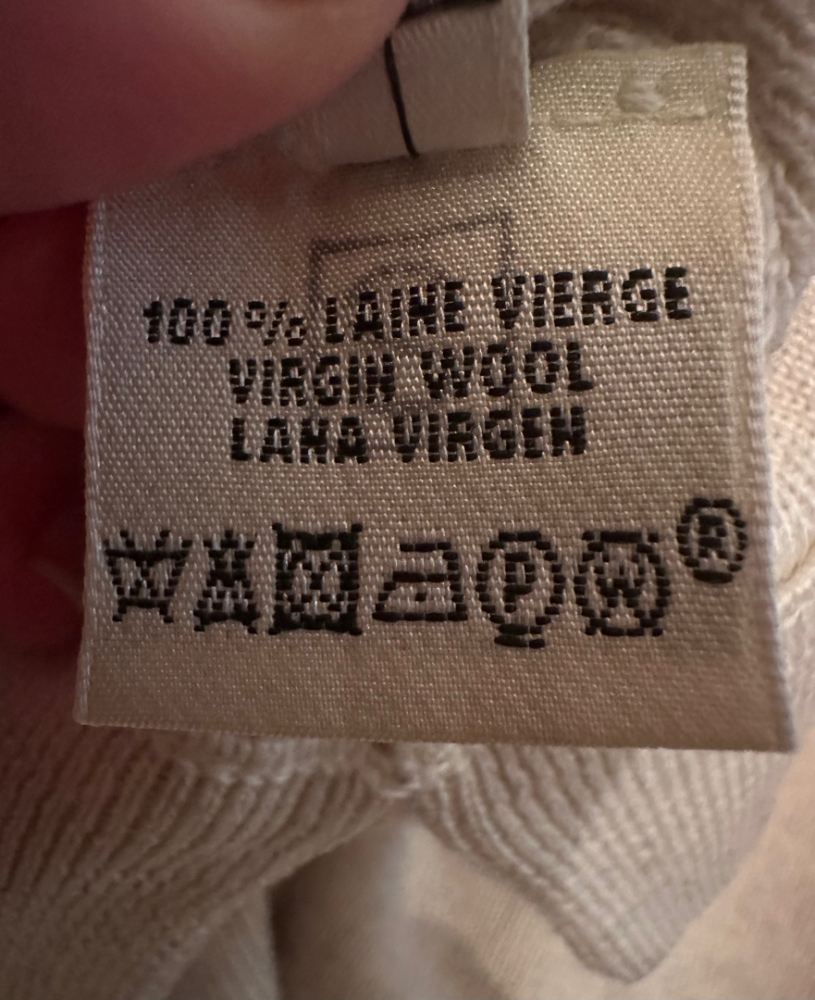 100% LAINE VIERGE
VIRGIN WOOL
LANA VIRGEN
P W ®